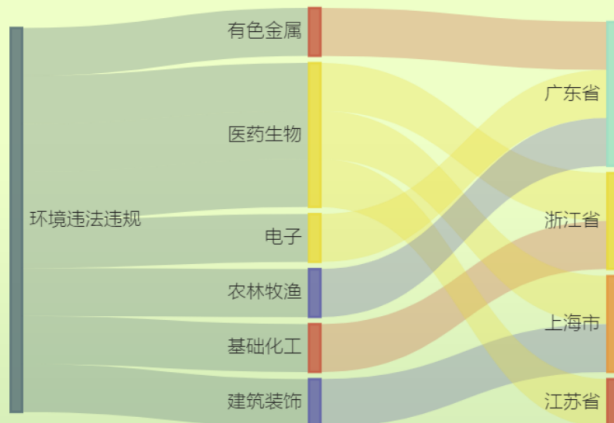 环境违法违规
有色金属
医药生物
电子
农林牧渔
基础化工
建筑装饰
广东省
浙江省
上海市
江苏省